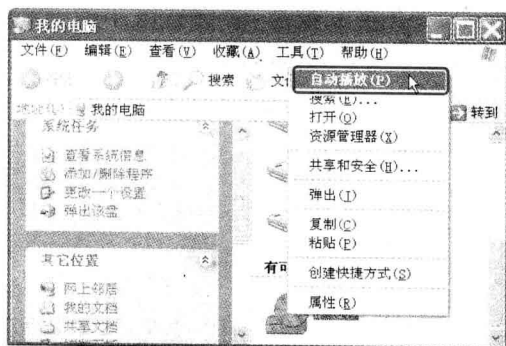 我的电脑
文件(F) 编辑(E) 查看(V) 收藏(A) 工具(T) 帮助(H)
搜索 文件
自动播放(P)
搜索(E)...
打开(O)
资源管理器(X)
共享和安全(H)...
弹出(J)
复制(C)
粘贴(P)
创建快捷方式(S)
属性(R)
我的电脑 转到
系统任务
查看系统信息
添加/删除程序
更改一个设置
弹出该盘
其它位置
网上邻居
我的文档
共享文档
有可